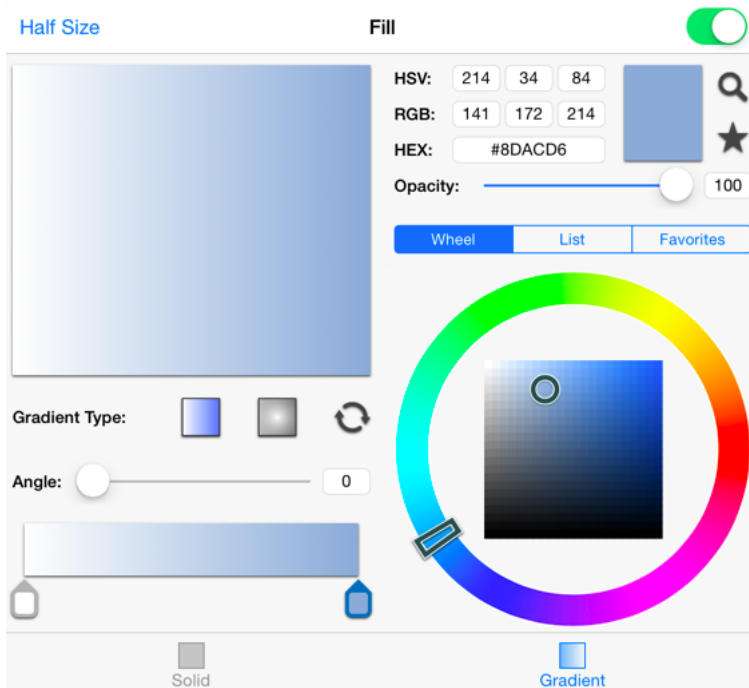 Half Size
Fill
HSV: 214 34 84
RGB: 141 172 214
HEX: #8DACD6
Opacity: 100
Wheel List Favorites
Gradient Type:
Angle: 0
Solid
Gradient